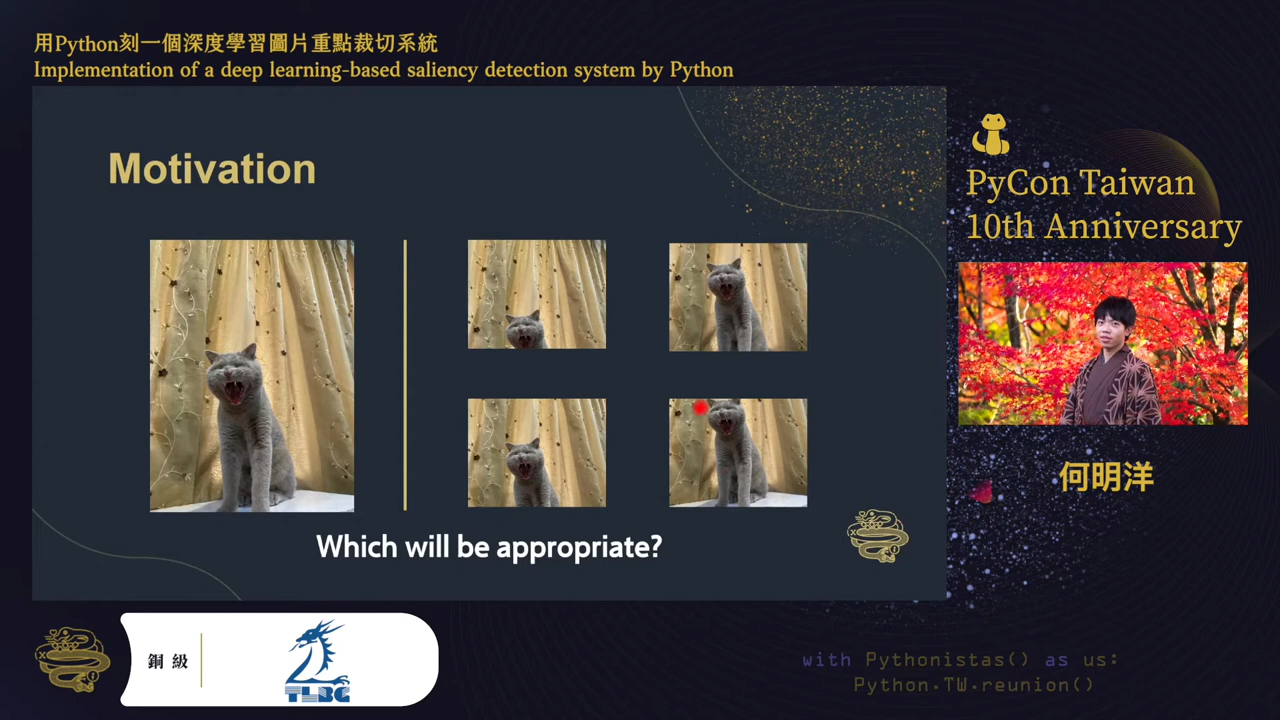 用Python刻一個深度學習圖片重點裁切系統
Implementation of a deep learning-based saliency detection system by Python
Motivation
Which will be appropriate?
PyCon Taiwan
10th Anniversary
何明洋
銅級
TLBG
with Pythonistas() as us:
Python.TW.reunion()